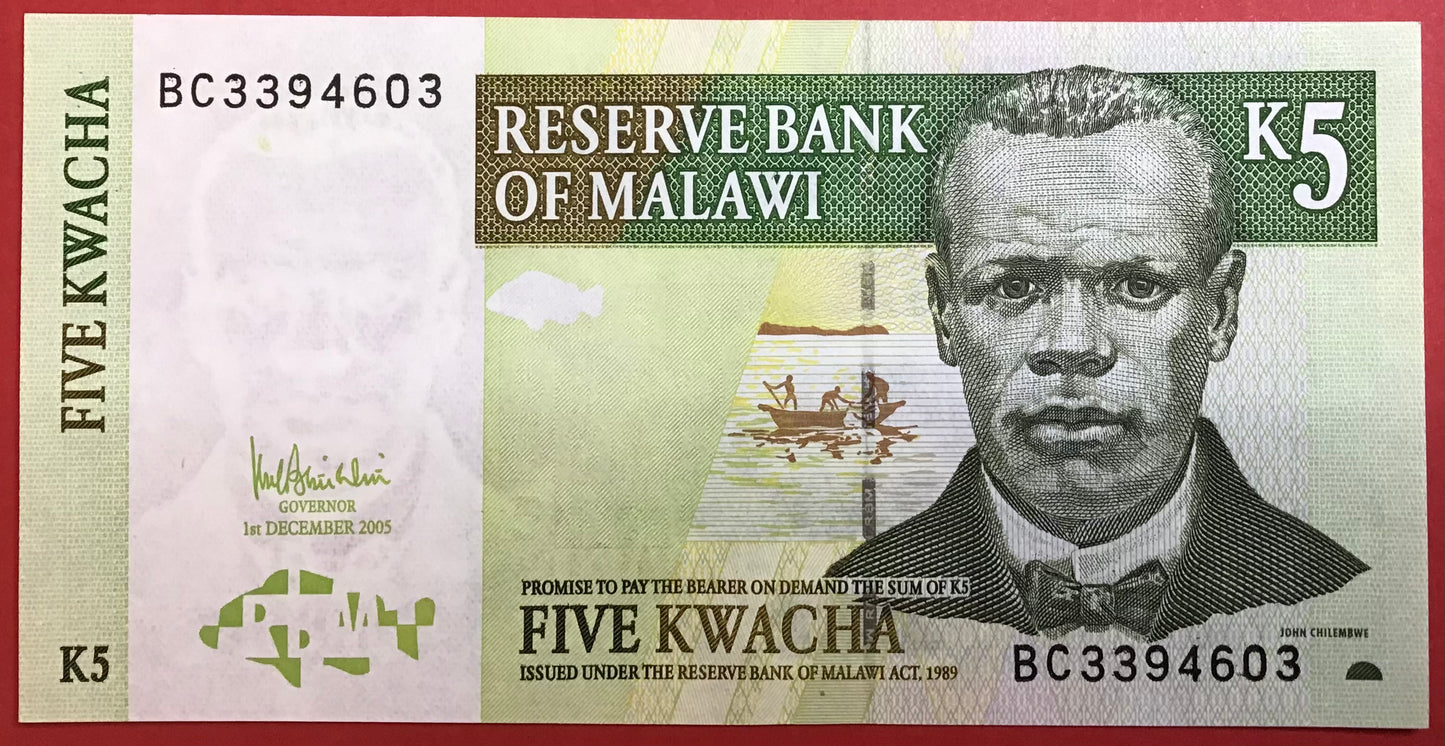 FIVE KWACHA
BC3394603
RESERVE BANK
OF MALAWI
K5
GOVERNOR
1st DECEMBER 2005
PROMISE TO PAY THE BEARER ON DEMAND THE SUM OF K5
FIVE KWACHA
ISSUED UNDER THE RESERVE BANK OF MALAWI ACT, 1989
JOHN CHILEMBWE
K5
BC3394603